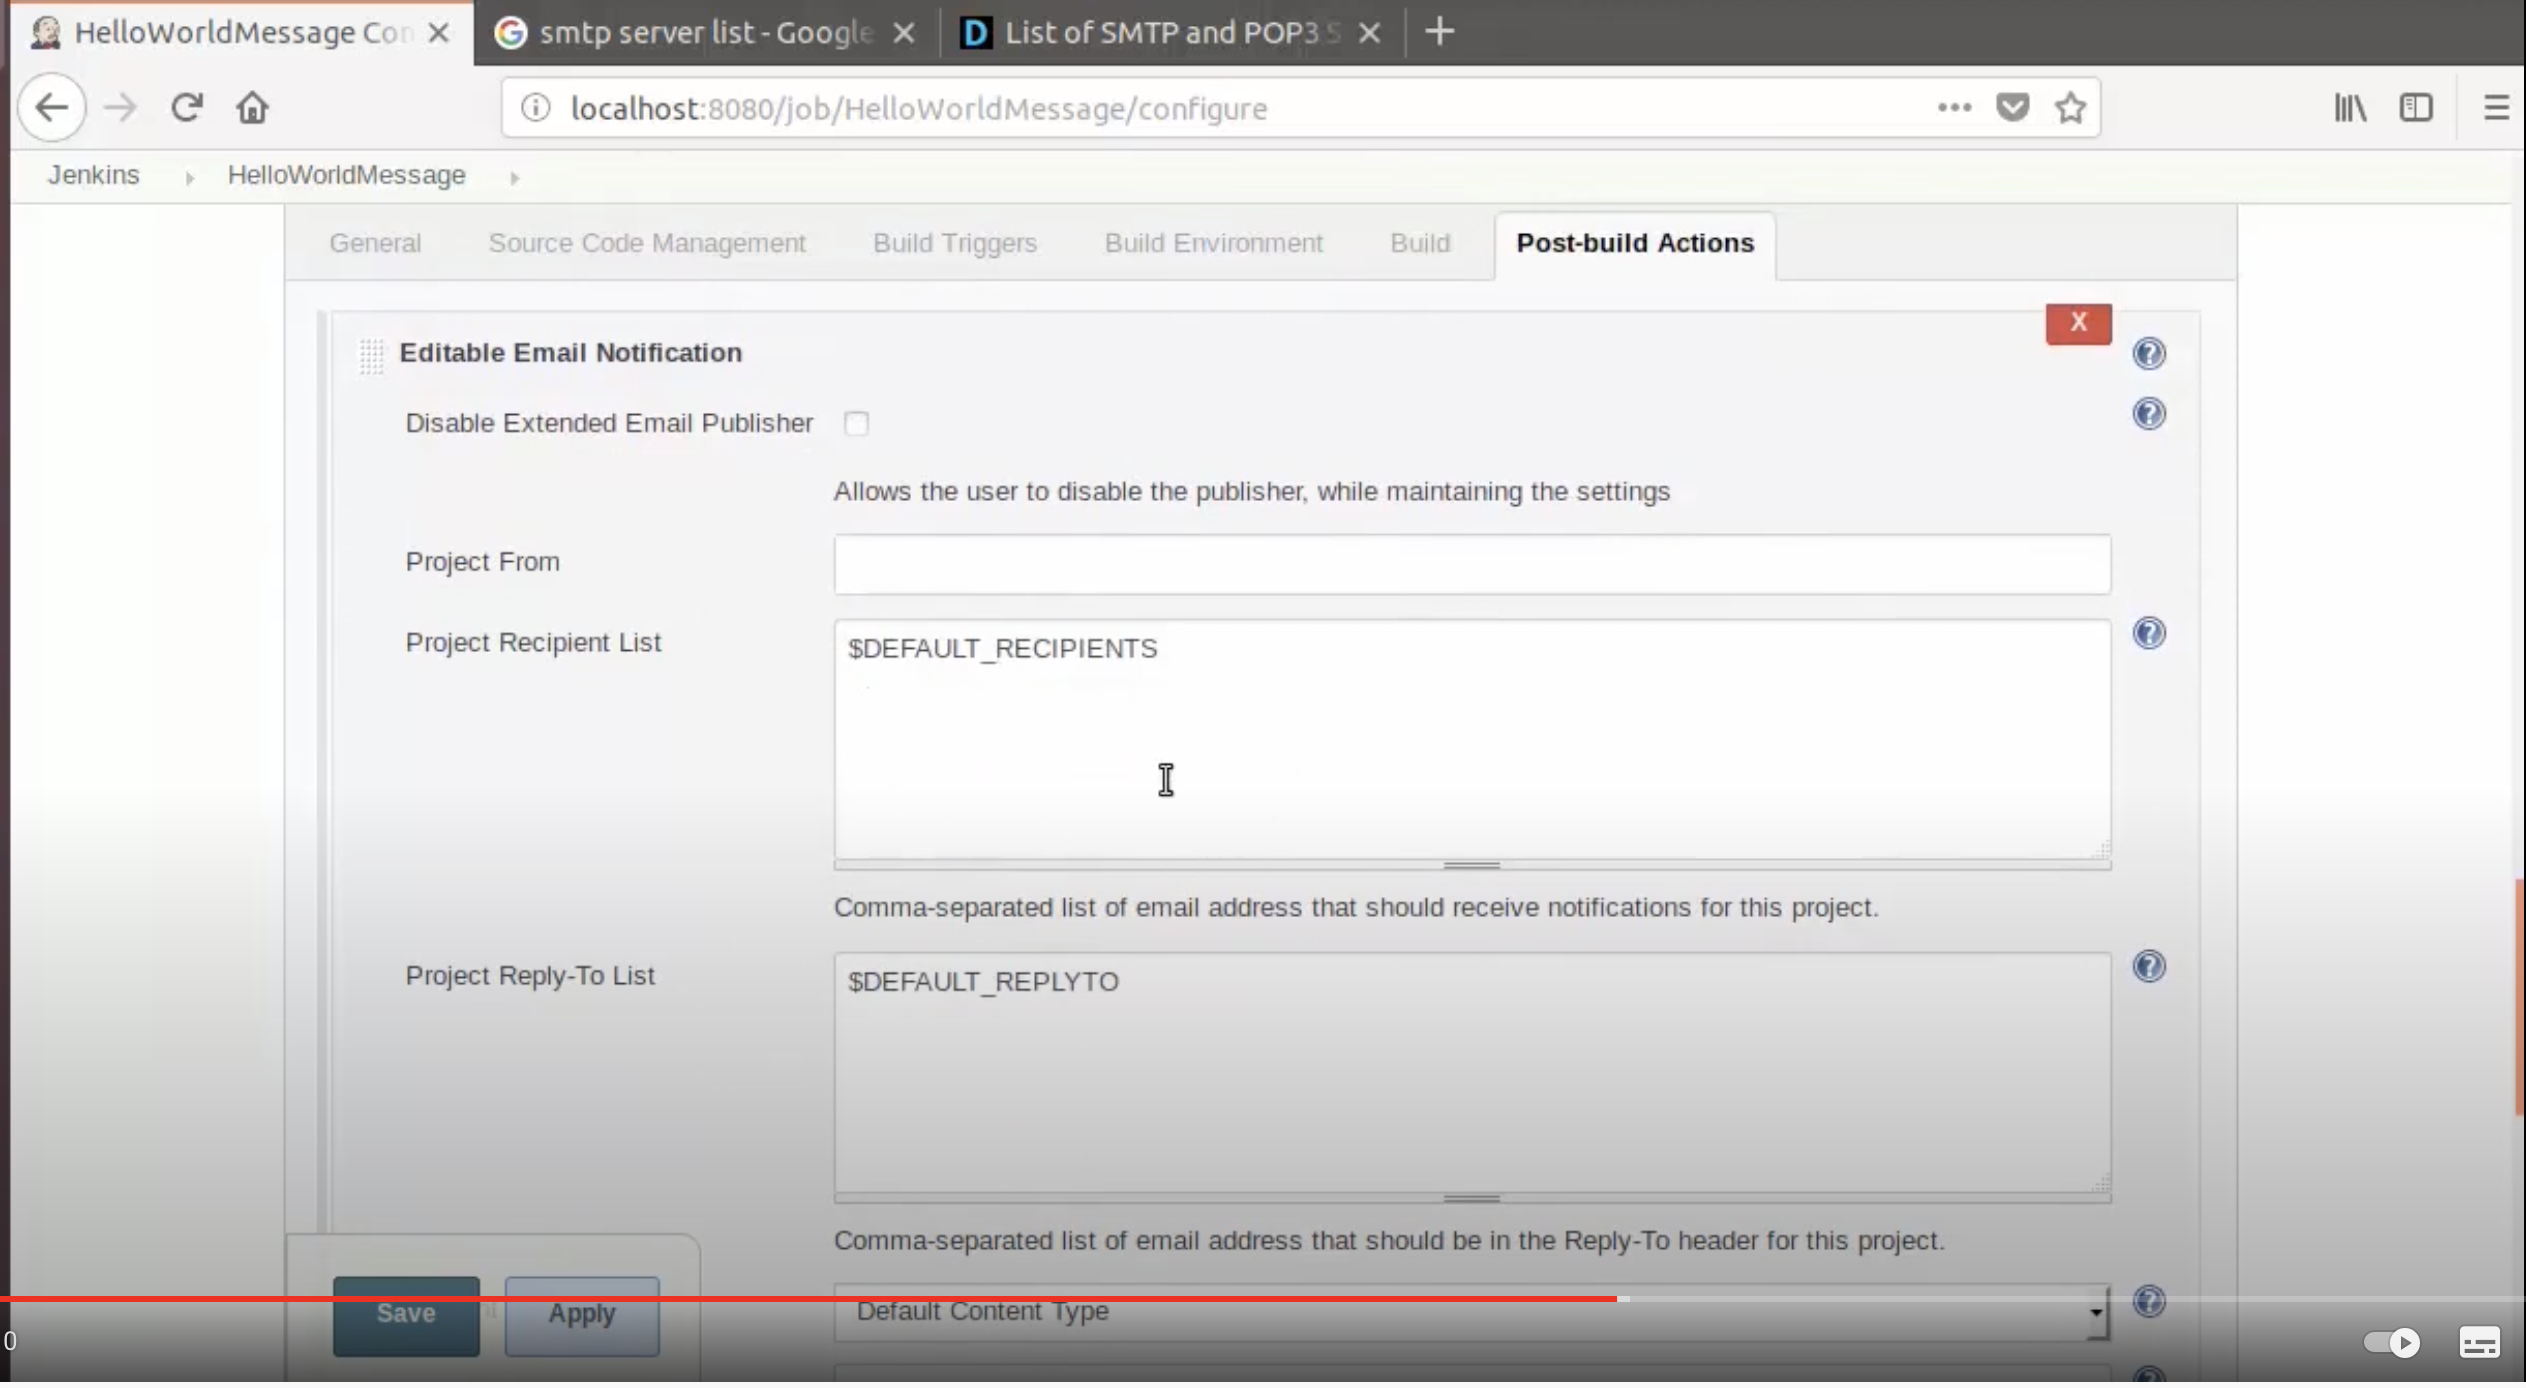 HelloWorldMessage Con
smtp server list - Google
D List of SMTP and POP3 S
localhost:8080/job/HelloWorldMessage/configure
Jenkins HelloWorldMessage
General Source Code Management Build Triggers Build Environment Build Post-build Actions
X
Editable Email Notification
Disable Extended Email Publisher
Allows the user to disable the publisher, while maintaining the settings
Project From
Project Recipient List
$DEFAULT_RECIPIENTS
Comma-separated list of email address that should receive notifications for this project.
Project Reply-To List
$DEFAULT_REPLYTO
Comma-separated list of email address that should be in the Reply-To header for this project.
Default Content Type
Save Apply
0